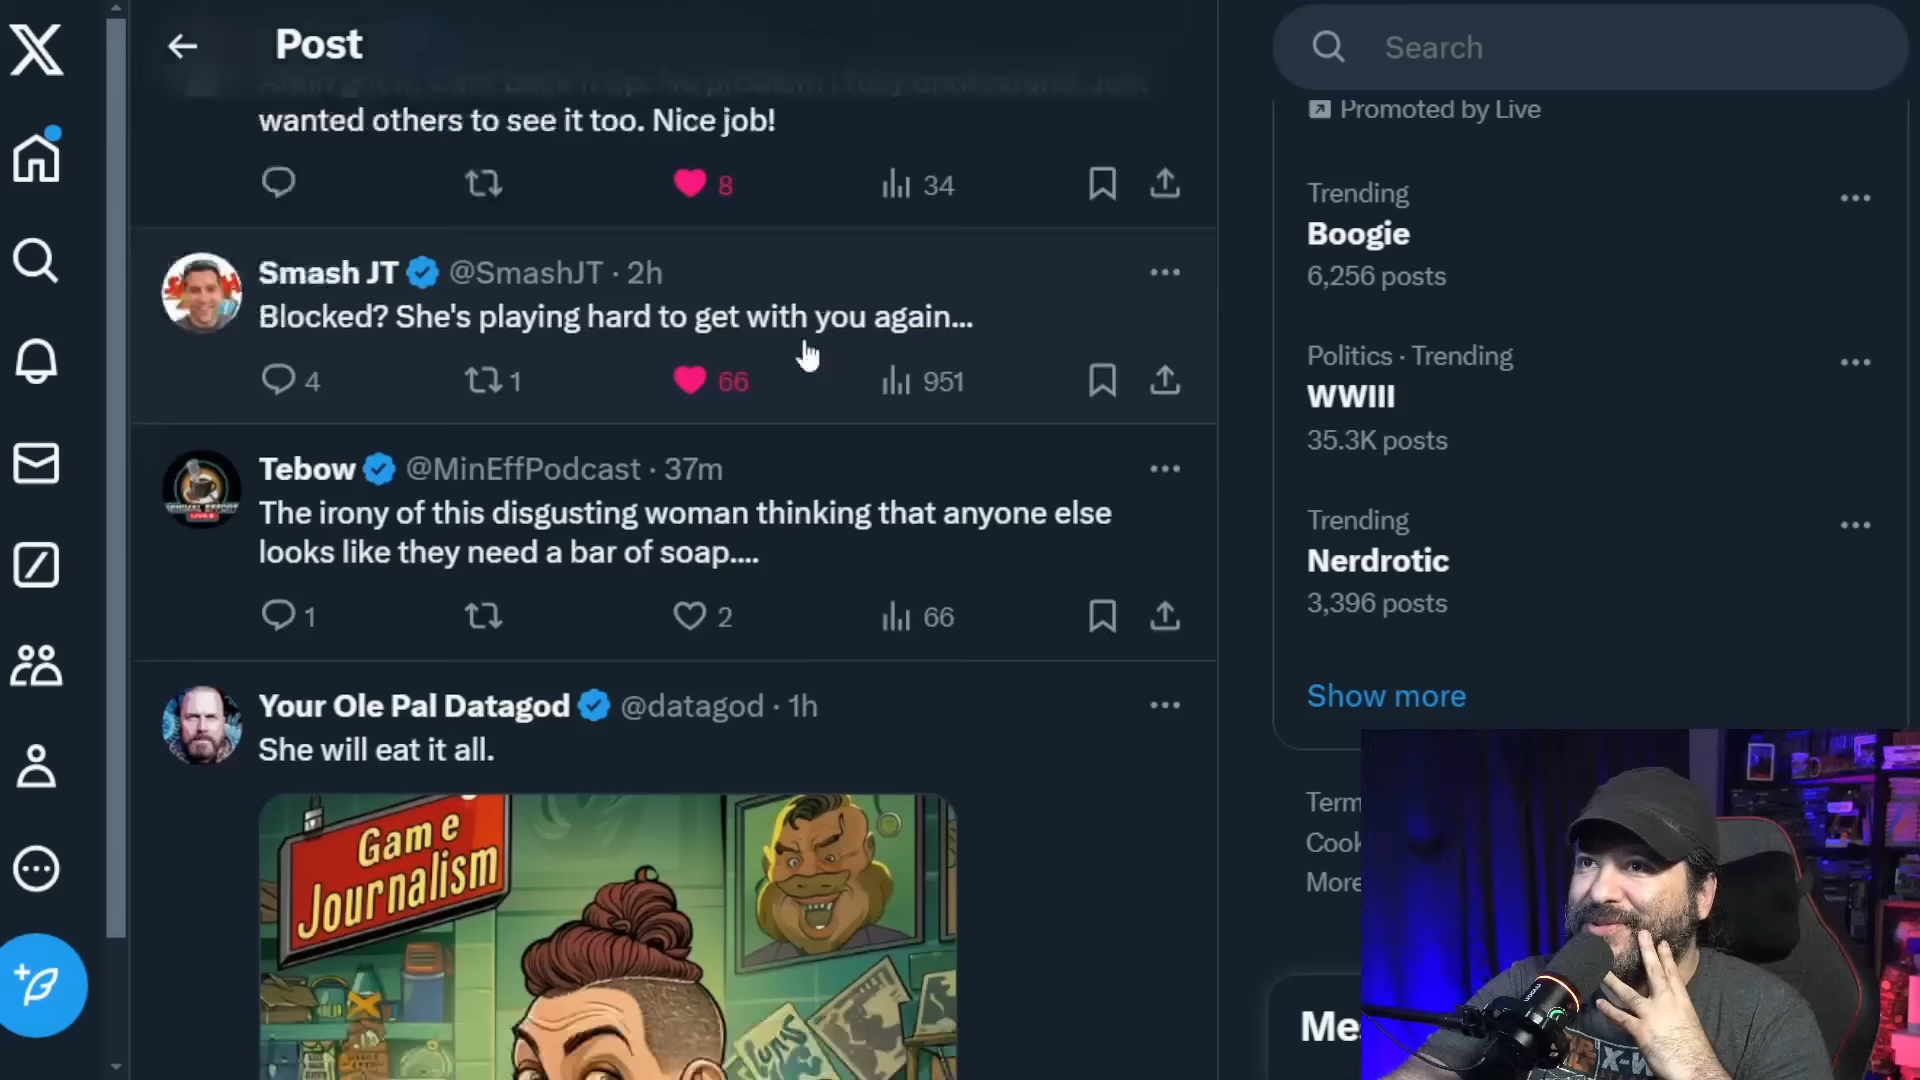 Post
Search
wanted others to see it too. Nice job!
8
34
Smash JT @SmashJT · 2h
Blocked? She's playing hard to get with you again...
4
1
66
951
Tebow @MinEffPodcast · 37m
The irony of this disgusting woman thinking that anyone else
looks like they need a bar of soap....
1
2
66
Your Ole Pal Datagod @datagod · 1h
She will eat it all.
Game
Journalism
Promoted by Live
Trending
Boogie
6,256 posts
Politics · Trending
WWIII
35.3K posts
Trending
Nerdrotic
3,396 posts
Show more
Term
Cook
More
Me